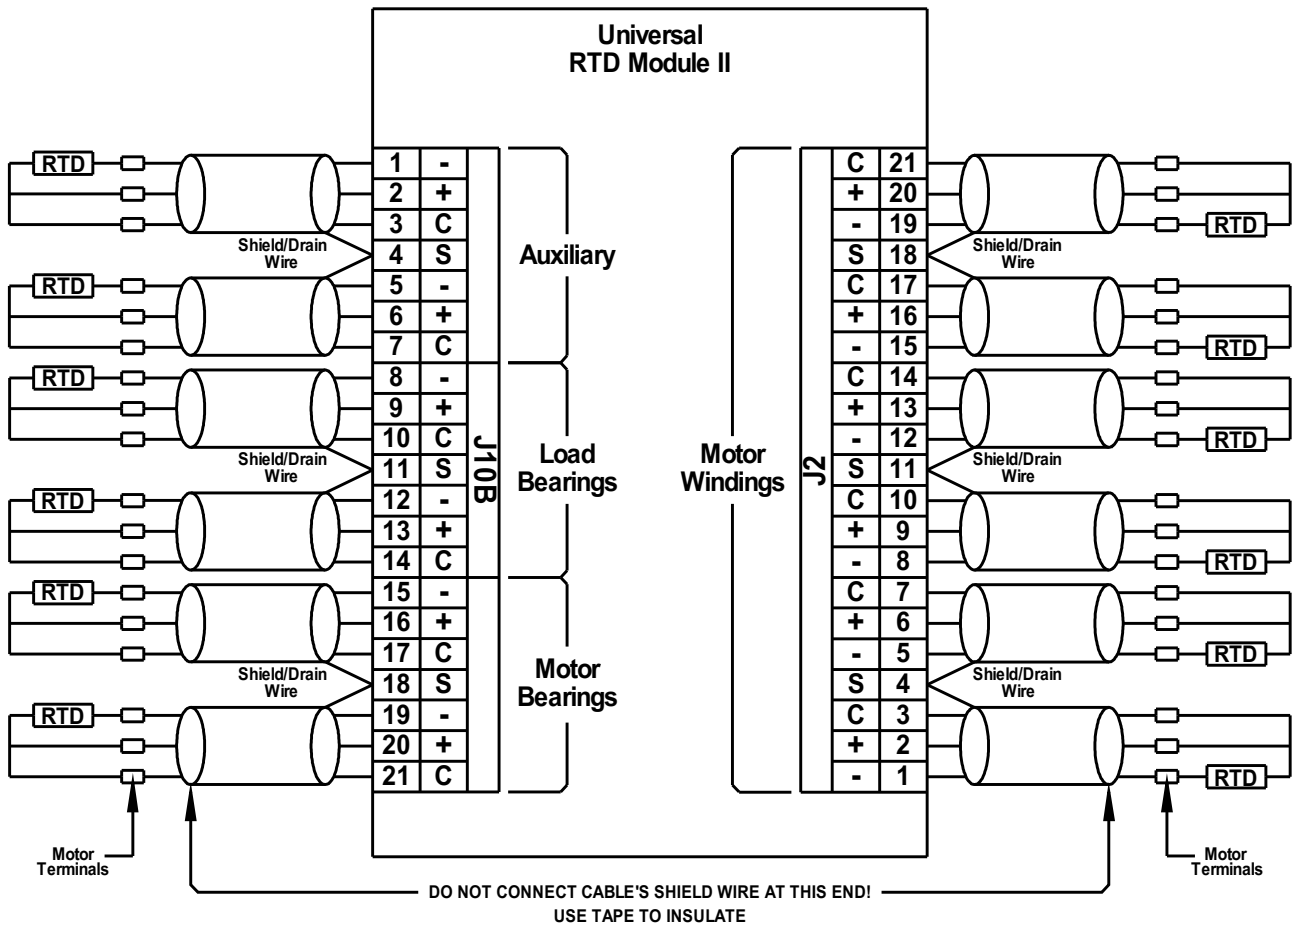 Universal
RTD Module II
RTD 1 -
2 +
3 C
Shield/Drain
Wire
4 S
RTD 5 -
6 +
7 C
Auxiliary
RTD 8 -
9 +
10 C
Shield/Drain
Wire
11 S
RTD 12 -
13 +
14 C
Load
Bearings
J10B
RTD 15 -
16 +
17 C
Shield/Drain
Wire
18 S
RTD 19 -
20 +
21 C
Motor
Bearings
Motor
Windings
J2
C 21
+ 20
- 19 RTD
S 18
Shield/Drain
Wire
C 17
+ 16
- 15 RTD
C 14
+ 13
- 12 RTD
S 11
Shield/Drain
Wire
C 10
+ 9
- 8 RTD
C 7
+ 6
- 5 RTD
S 4
Shield/Drain
Wire
C 3
+ 2
- 1 RTD
Motor
Terminals
Motor
Terminals
DO NOT CONNECT CABLE'S SHIELD WIRE AT THIS END!
USE TAPE TO INSULATE